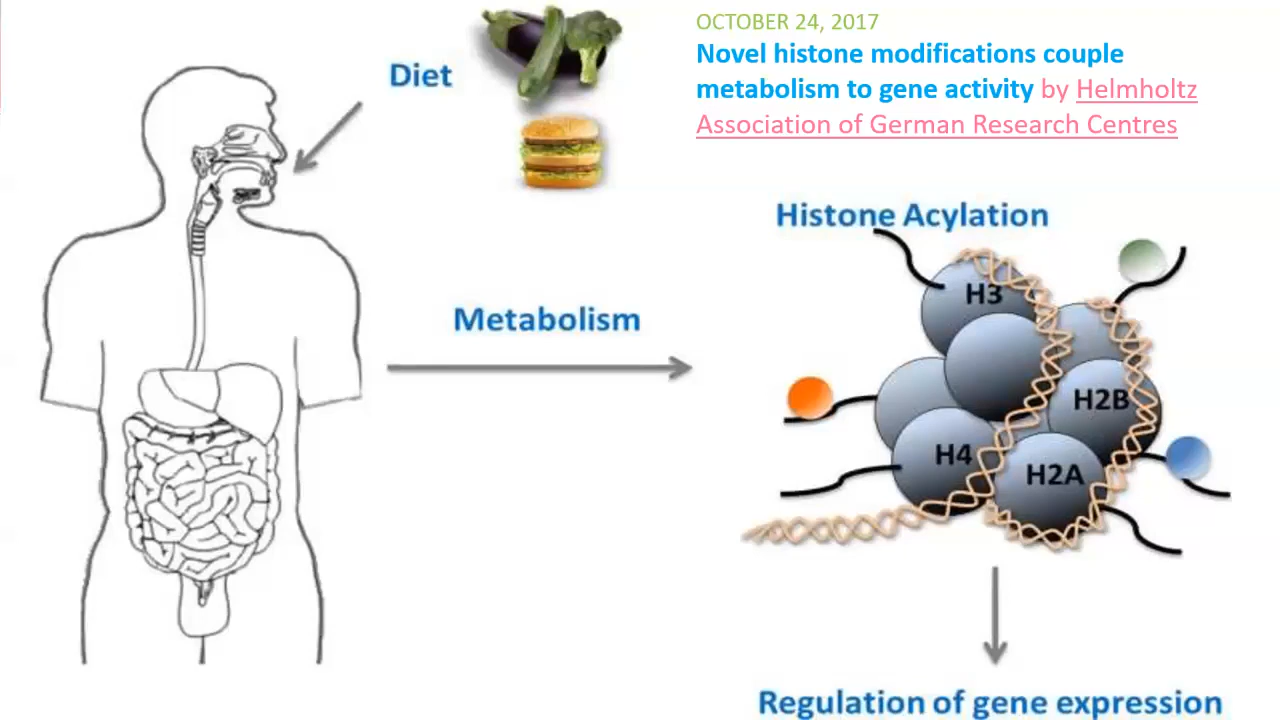 OCTOBER 24, 2017
Novel histone modifications couple
metabolism to gene activity by Helmholtz
Association of German Research Centres
Diet
Histone Acylation
Metabolism
H3
H2B
H4
H2A
Regulation of gene expression